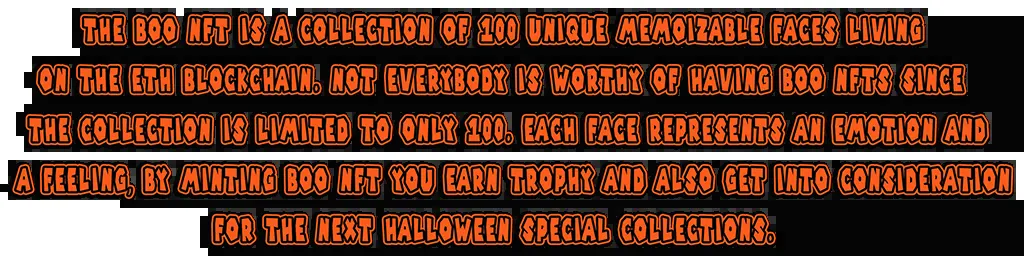 THE BOO NFT IS A COLLECTION OF 100 UNIQUE MEMOIZABLE FACES LIVING
ON THE ETH BLOCKCHAIN. NOT EVERYBODY IS WORTHY OF HAVING BOO NFTS SINCE
THE COLLECTION IS LIMITED TO ONLY 100. EACH FACE REPRESENTS AN EMOTION AND
A FEELING, BY MINTING BOO NFT YOU EARN TROPHY AND ALSO GET INTO CONSIDERATION
FOR THE NEXT HALLOWEEN SPECIAL COLLECTIONS.